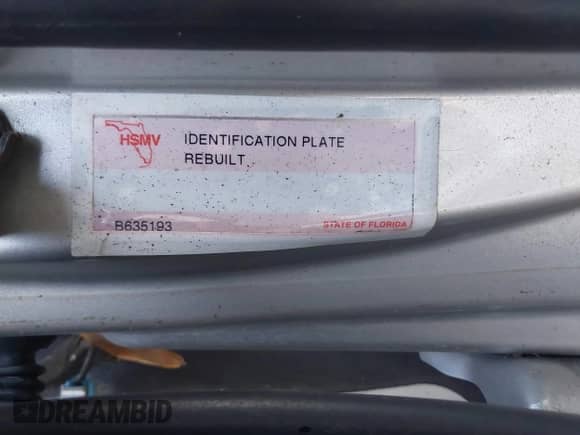 HSMV
IDENTIFICATION PLATE
REBUILT
B635193
STATE OF FLORIDA
DREAMBID